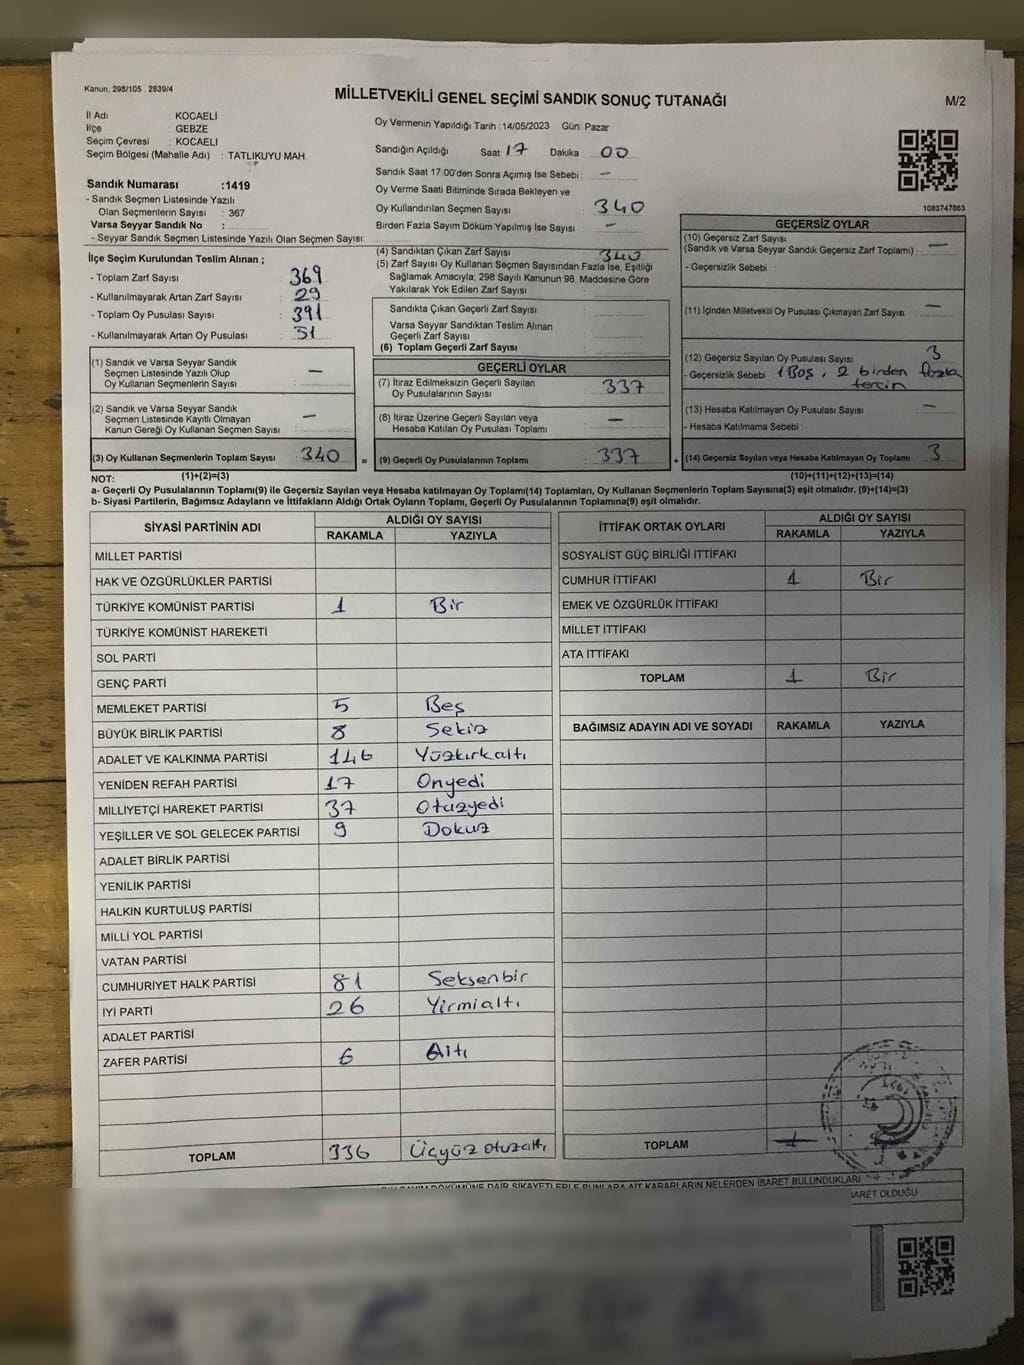 Kanun, 298/105 , 2839/4
MİLLETVEKİLİ GENEL SEÇİMİ SANDIK SONUÇ TUTANAĞI
M/2
İl Adı : KOCAELİ
İlçe : GEBZE
Seçim Çevresi : KOCAELİ
Seçim Bölgesi (Mahalle Adı) : TATLIKUYU MAH.
Sandık Numarası :1419
- Sandık Seçmen Listesinde Yazılı
Olan Seçmenlerin Sayısı : 367
Varsa Seyyar Sandık No :
- Seyyar Sandık Seçmen Listesinde Yazılı Olan Seçmen Sayısı:
Oy Vermenin Yapıldığı Tarih :14/05/2023 Gün: Pazar
Sandığın Açıldığı Saat 17 Dakika 00
Sandık Saat 17:00'den Sonra Açımış İse Sebebi : —
Oy Verme Saati Bitiminde Sırada Bekleyen ve
Oy Kullandırılan Seçmen Sayısı 340
Birden Fazla Sayım Döküm Yapılmış İse Sayısı : —
1083747863
İlçe Seçim Kurulundan Teslim Alınan ;
- Toplam Zarf Sayısı : 369
- Kullanılmayarak Artan Zarf Sayısı : 29
- Toplam Oy Pusulası Sayısı : 391
- Kullanılmayarak Artan Oy Pusulası : 51
(4) Sandıktan Çıkan Zarf Sayısı : 340
(5) Zarf Sayısı Oy Kullanan Seçmen Sayısından Fazla İse, Eşitliği
Sağlamak Amacıyla; 298 Sayılı Kanunun 98. Maddesine Göre
Yakılarak Yok Edilen Zarf Sayısı :
Sandıkta Çıkan Geçerli Zarf Sayısı :
Varsa Seyyar Sandıktan Teslim Alınan
Geçerli Zarf Sayısı :
(6) Toplam Geçerli Zarf Sayısı :
GEÇERSİZ OYLAR
(10) Geçersiz Zarf Sayısı
(Sandık ve Varsa Seyyar Sandık Geçersiz Zarf Toplamı) : —
- Geçersizlik Sebebi :
(11) İçinden Milletvekili Oy Pusulası Çıkmayan Zarf Sayısı : —
(12) Geçersiz Sayılan Oy Pusulası Sayısı : 3
- Geçersizlik Sebebi : 1 Boş , 2 birden fazla
tercih
(13) Hesaba Katılmayan Oy Pusulası Sayısı : —
- Hesaba Katılmama Sebebi :
(14) Geçersiz Sayılan veya Hesaba Katılmayan Oy Toplamı : 3
(1) Sandık ve Varsa Seyyar Sandık
Seçmen Listesinde Yazılı Olup
Oy Kullanan Seçmenlerin Sayısı : —
(2) Sandık ve Varsa Seyyar Sandık
Seçmen Listesinde Kayıtlı Olmayan
Kanun Gereği Oy Kullanan Seçmen Sayısı : —
(3) Oy Kullanan Seçmenlerin Toplam Sayısı : 340 =
GEÇERLİ OYLAR
(7) İtiraz Edilmeksizin Geçerli Sayılan
Oy Pusulalarının Sayısı : 337
(8) İtiraz Üzerine Geçerli Sayılan veya
Hesaba Katılan Oy Pusulası Toplamı : —
(9) Geçerli Oy Pusulalarının Toplamı : 337 +
NOT: (1)+(2)=(3) (10)+(11)+(12)+(13)=(14)
a- Geçerli Oy Pusulalarının Toplamı(9) ile Geçersiz Sayılan veya Hesaba katılmayan Oy Toplamı(14) Toplamları, Oy Kullanan Seçmenlerin Toplam Sayısına(3) eşit olmalıdır. (9)+(14)=(3)
b- Siyasi Partilerin, Bağımsız Adayların ve İttifakların Aldığı Ortak Oyların Toplamı, Geçerli Oy Pusulalarının Toplamına(9) eşit olmalıdır.
SİYASİ PARTİNİN ADI ALDIĞI OY SAYISI
RAKAMLA YAZIYLA
MİLLET PARTİSİ
HAK VE ÖZGÜRLÜKLER PARTİSİ
TÜRKİYE KOMÜNİST PARTİSİ 1 Bir
TÜRKİYE KOMÜNİST HAREKETİ
SOL PARTİ
GENÇ PARTİ
MEMLEKET PARTİSİ 5 Beş
BÜYÜK BİRLİK PARTİSİ 8 Sekiz
ADALET VE KALKINMA PARTİSİ 146 Yüzkırkaltı
YENİDEN REFAH PARTİSİ 17 Onyedi
MİLLİYETÇİ HAREKET PARTİSİ 37 Otuzyedi
YEŞİLLER VE SOL GELECEK PARTİSİ 9 Dokuz
ADALET BİRLİK PARTİSİ
YENİLİK PARTİSİ
HALKIN KURTULUŞ PARTİSİ
MİLLİ YOL PARTİSİ
VATAN PARTİSİ
CUMHURİYET HALK PARTİSİ 81 Seksenbir
İYİ PARTİ 26 Yirmialtı
ADALET PARTİSİ
ZAFER PARTİSİ 6 Altı
TOPLAM 336 Üçyüz otuzaltı
İTTİFAK ORTAK OYLARI ALDIĞI OY SAYISI
RAKAMLA YAZIYLA
SOSYALİST GÜÇ BİRLİĞİ İTTİFAKI
CUMHUR İTTİFAKI 1 Bir
EMEK VE ÖZGÜRLÜK İTTİFAKI
MİLLET İTTİFAKI
ATA İTTİFAKI
TOPLAM 1 Bir
BAĞIMSIZ ADAYIN ADI VE SOYADI RAKAMLA YAZIYLA
TOPLAM
DÖKÜMÜNE DAİR ŞİKAYETLERLE BUNLARA AİT KARARLARIN NELERDEN İBARET BULUNDUKLARI
OLDUĞU